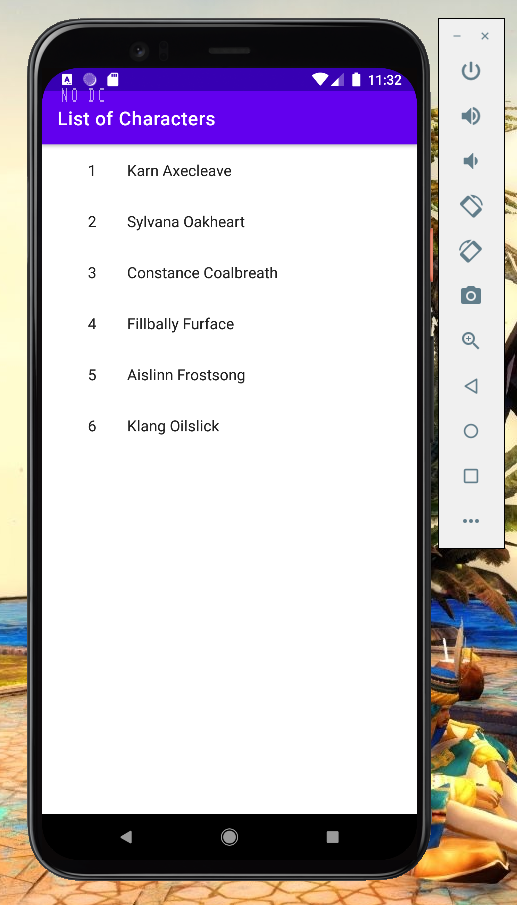 A
11:32
NO DC
List of Characters
1 Karn Axecleave
2 Sylvana Oakheart
3 Constance Coalbreath
4 Fillbally Furface
5 Aislinn Frostsong
6 Klang Oilslick